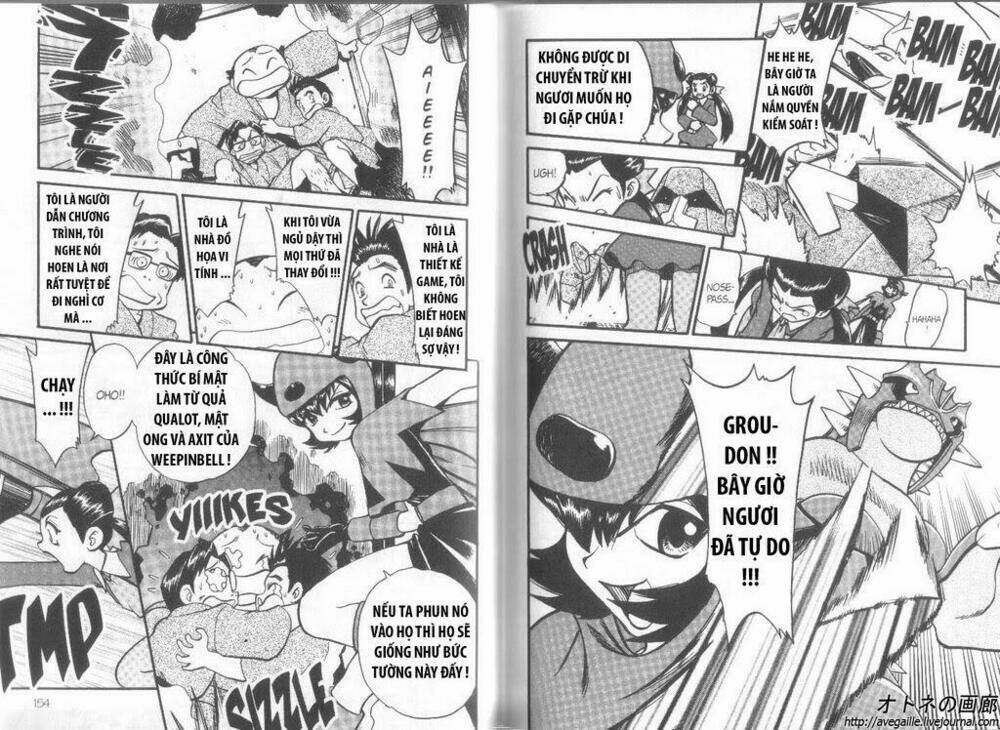 AIEEEE!!
TÔI LÀ NGƯỜI
DẪN CHƯƠNG
TRÌNH, TÔI
NGHE NÓI
HOEN LÀ NƠI
RẤT TUYỆT ĐỂ
ĐI NGHỈ CƠ
MÀ ...
TÔI LÀ
NHÀ ĐỒ
HỌA VI
TÍNH ...
KHI TÔI VỪA
NGỦ DẬY THÌ
MỌI THỨ ĐÃ
THAY ĐỔI !!!
TÔI LÀ
NHÀ LÀ
THIẾT KẾ
GAME, TÔI
KHÔNG
BIẾT HOEN
LẠI ĐÁNG
SỢ VẬY !
CHẠY
... !!!
OHO!!
ĐÂY LÀ CÔNG
THỨC BÍ MẬT
LÀM TỪ QUẢ
QUALOT, MẬT
ONG VÀ AXIT CỦA
WEEPINBELL !
YIIIKES
TMP
SIZZLE
NẾU TA PHUN NÓ
VÀO HỌ THÌ HỌ SẼ
GIỐNG NHƯ BỨC
TƯỜNG NÀY ĐẤY !
154
KHÔNG ĐƯỢC DI
CHUYỂN TRỪ KHI
NGƯƠI MUỐN HỌ
ĐI GẶP CHÚA !
HE HE HE,
BÂY GIỜ TA
LÀ NGƯỜI
NẮM QUYỀN
KIỂM SOÁT !
BAM
BAM
BAM
BAM
BAM
BAM
BAM
UGH!
CRASH
NOSE-
PASS...
HAHAHA
!
GROU-
DON !!
BÂY GIỜ
NGƯƠI
ĐÃ TỰ DO
!!!
オトネの画廊
http://avegaille.livejournal.com